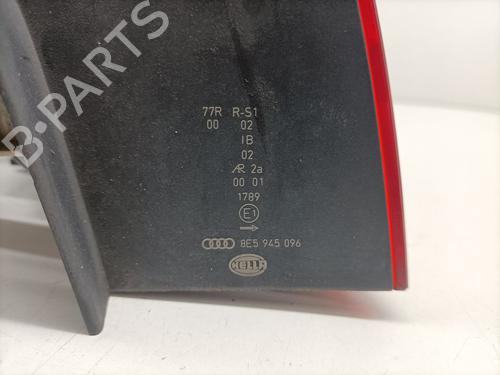 77R R-S1
00 02
IB
02
AR 2a
00 01
1789
E1
8E5 945 096
HELLA
B-PARTS